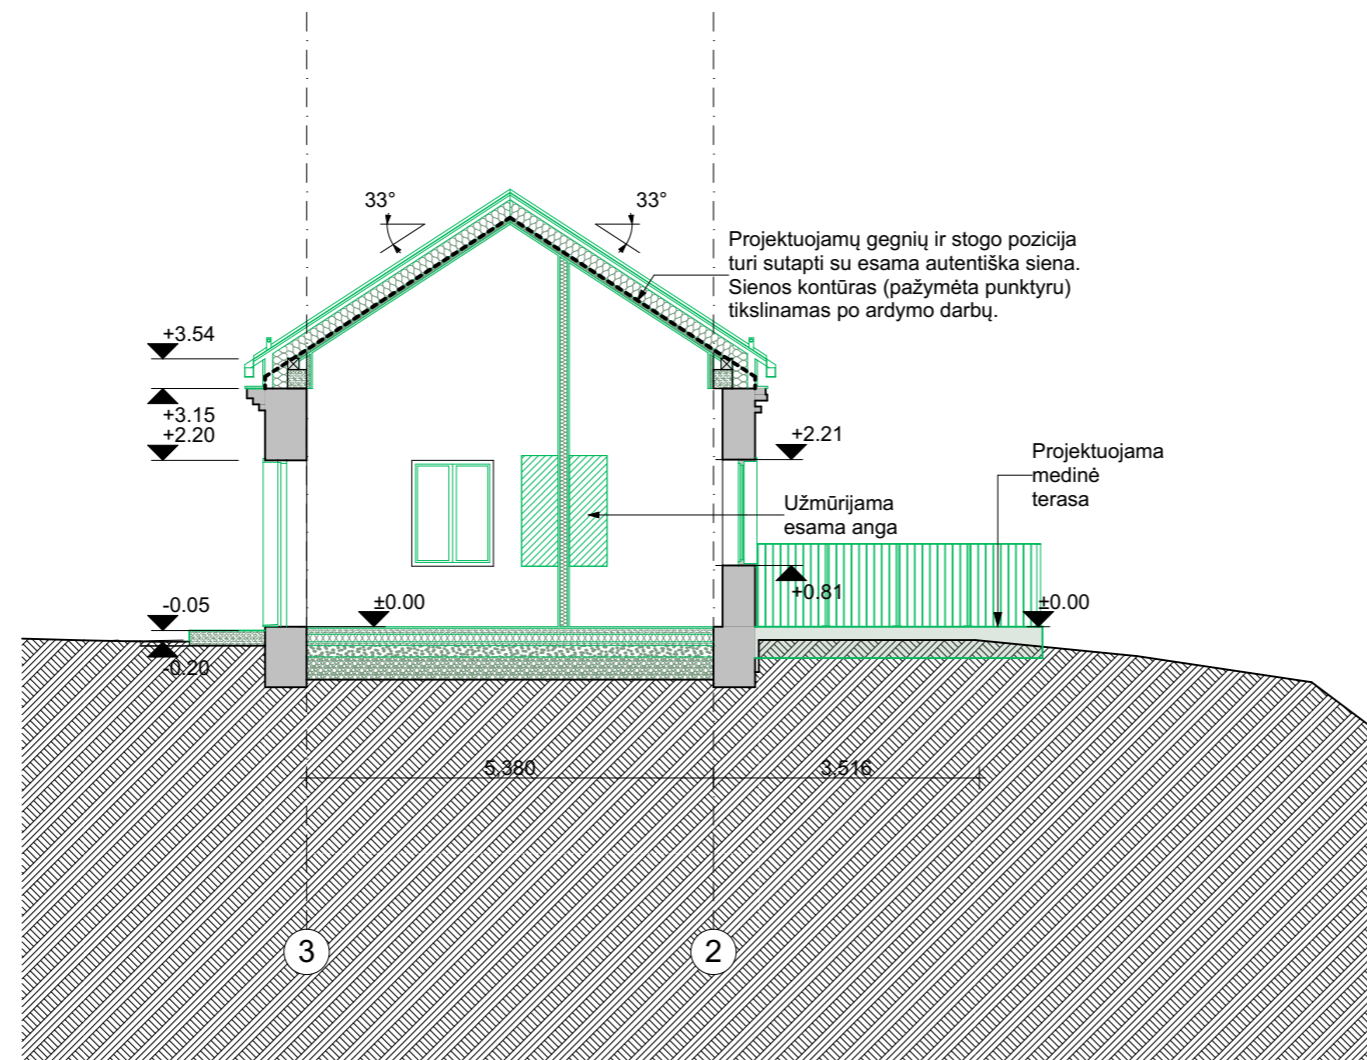 33°
33°
Projektuojamų gegnių ir stogo pozicija
turi sutapti su esama autentiška siena.
Sienos kontūras (pažymėta punktyru)
tikslinamas po ardymo darbų.
+3.54
+3.15
+2.20
+2.21
Projektuojama
medinė
terasa
Užmūrijama
esama anga
+0.81
-0.05
±0.00
±0.00
-0.20
5,380
3,516
3
2